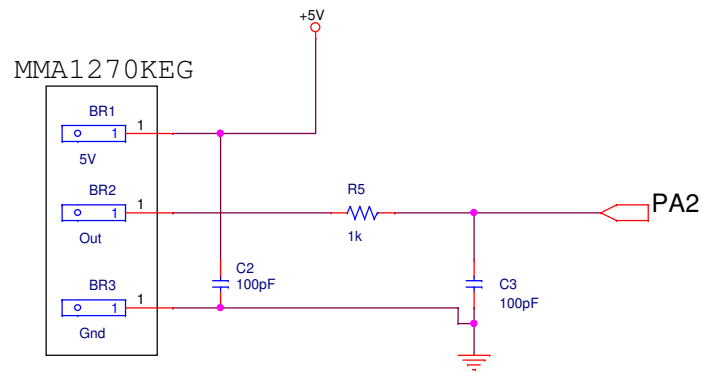 +5V
MMA1270KEG
BR1
1
1
5V
BR2
1
1
Out
R5
1k
PA2
BR3
1
1
Gnd
C2
100pF
C3
100pF